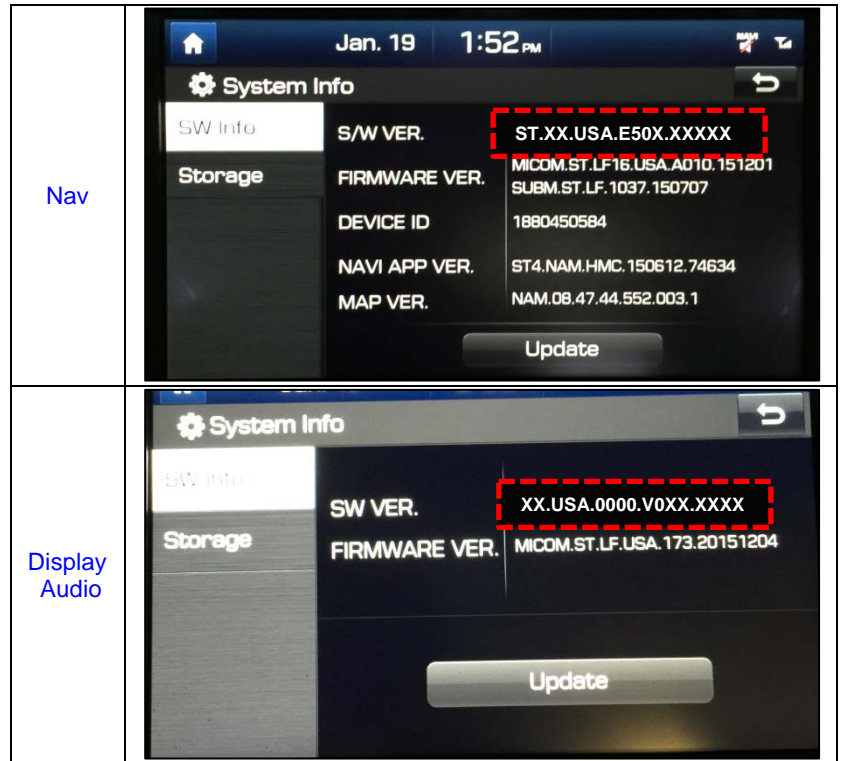 Nav
Jan. 19 1:52 PM NAVI
System Info
SW Info
Storage
S/W VER. ST.XX.USA.E50X.XXXXX
FIRMWARE VER. MICOM.ST.LF16.USA.A010.151201
SUBM.ST.LF.1037.150707
DEVICE ID 1880450584
NAVI APP VER. ST4.NAM.HMC.150612.74634
MAP VER. NAM.08.47.44.552.003.1
Update
Display
Audio
System Info
SW Info
Storage
SW VER. XX.USA.0000.V0XX.XXXX
FIRMWARE VER. MICOM.ST.LF.USA.173.20151204
Update